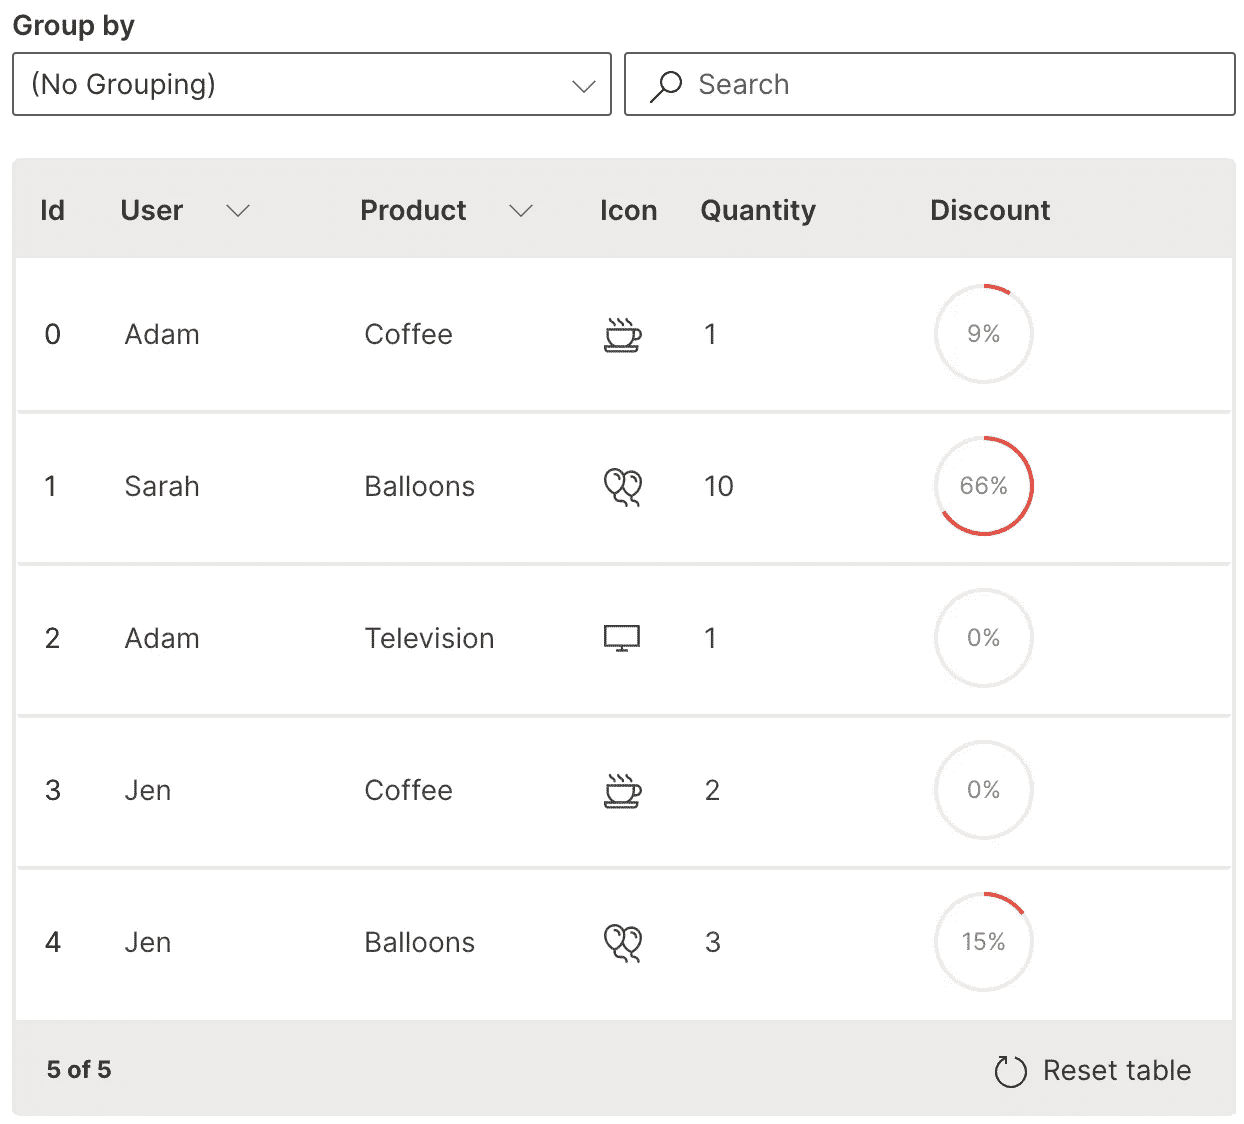 Group by
(No Grouping) Search
Id User Product Icon Quantity Discount
0 Adam Coffee 1 9%
1 Sarah Balloons 10 66%
2 Adam Television 1 0%
3 Jen Coffee 2 0%
4 Jen Balloons 3 15%
5 of 5 Reset table